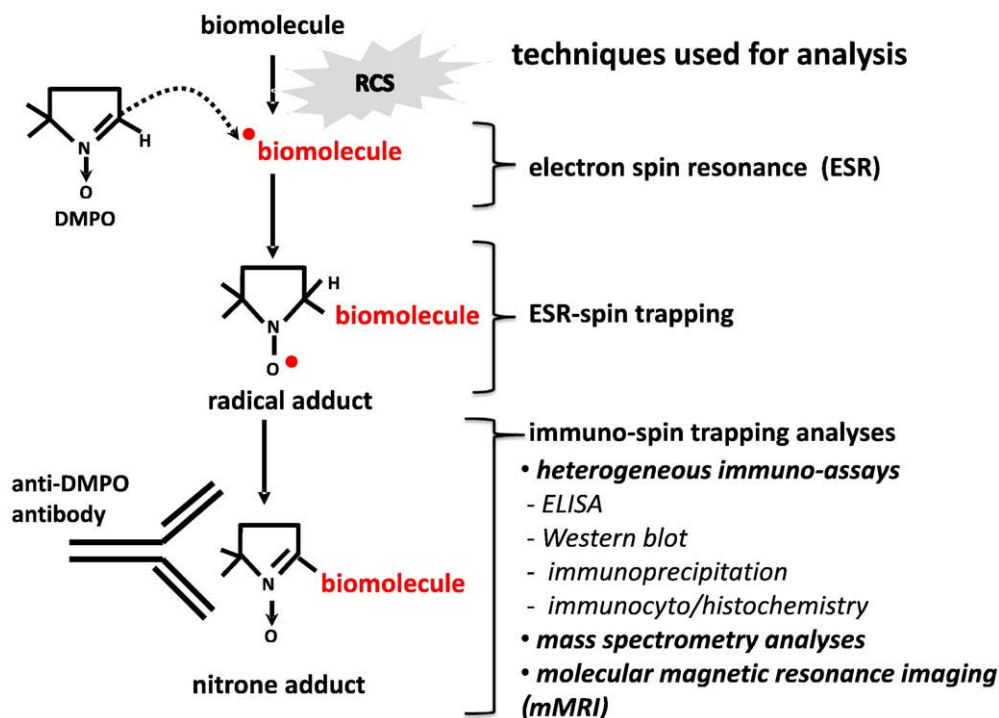 biomolecule
techniques used for analysis
RCS
H
N
O
DMPO
biomolecule
electron spin resonance (ESR)
H
biomolecule
N
O
ESR-spin trapping
radical adduct
immuno-spin trapping analyses
• heterogeneous immuno-assays
- ELISA
- Western blot
- immunoprecipitation
- immunocyto/histochemistry
• mass spectrometry analyses
• molecular magnetic resonance imaging
(mMRI)
anti-DMPO
antibody
N
biomolecule
O
nitrone adduct